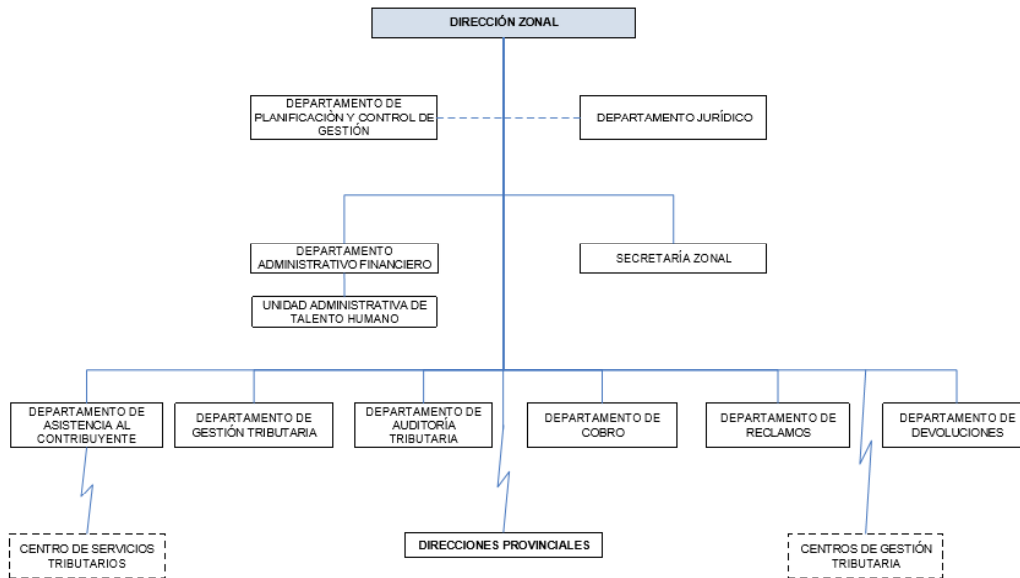 DIRECCIÓN ZONAL
DEPARTAMENTO DE
PLANIFICACIÒN Y CONTROL DE
GESTIÓN
DEPARTAMENTO JURÍDICO
DEPARTAMENTO
ADMINISTRATIVO FINANCIERO
SECRETARÍA ZONAL
UNIDAD ADMINISTRATIVA DE
TALENTO HUMANO
DEPARTAMENTO DE
ASISTENCIA AL
CONTRIBUYENTE
DEPARTAMENTO DE
GESTIÓN TRIBUTARIA
DEPARTAMENTO DE
AUDITORÍA
TRIBUTARIA
DEPARTAMENTO DE
COBRO
DEPARTAMENTO DE
RECLAMOS
DEPARTAMENTO DE
DEVOLUCIONES
CENTRO DE SERVICIOS
TRIBUTARIOS
DIRECCIONES PROVINCIALES
CENTROS DE GESTIÓN
TRIBUTARIA